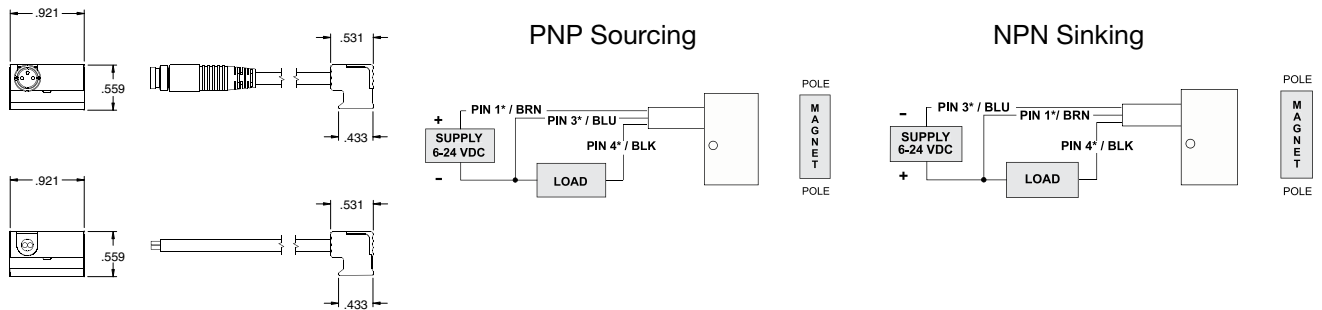 .921
.559
.531
.433
.921
.559
.531
.433
PNP Sourcing
PIN 1* / BRN
+
SUPPLY
6-24 VDC
-
PIN 3* / BLU
PIN 4* / BLK
LOAD
POLE
MAGNET
POLE
NPN Sinking
PIN 3* / BLU
-
SUPPLY
6-24 VDC
+
PIN 1*/ BRN
PIN 4* / BLK
LOAD
POLE
MAGNET
POLE